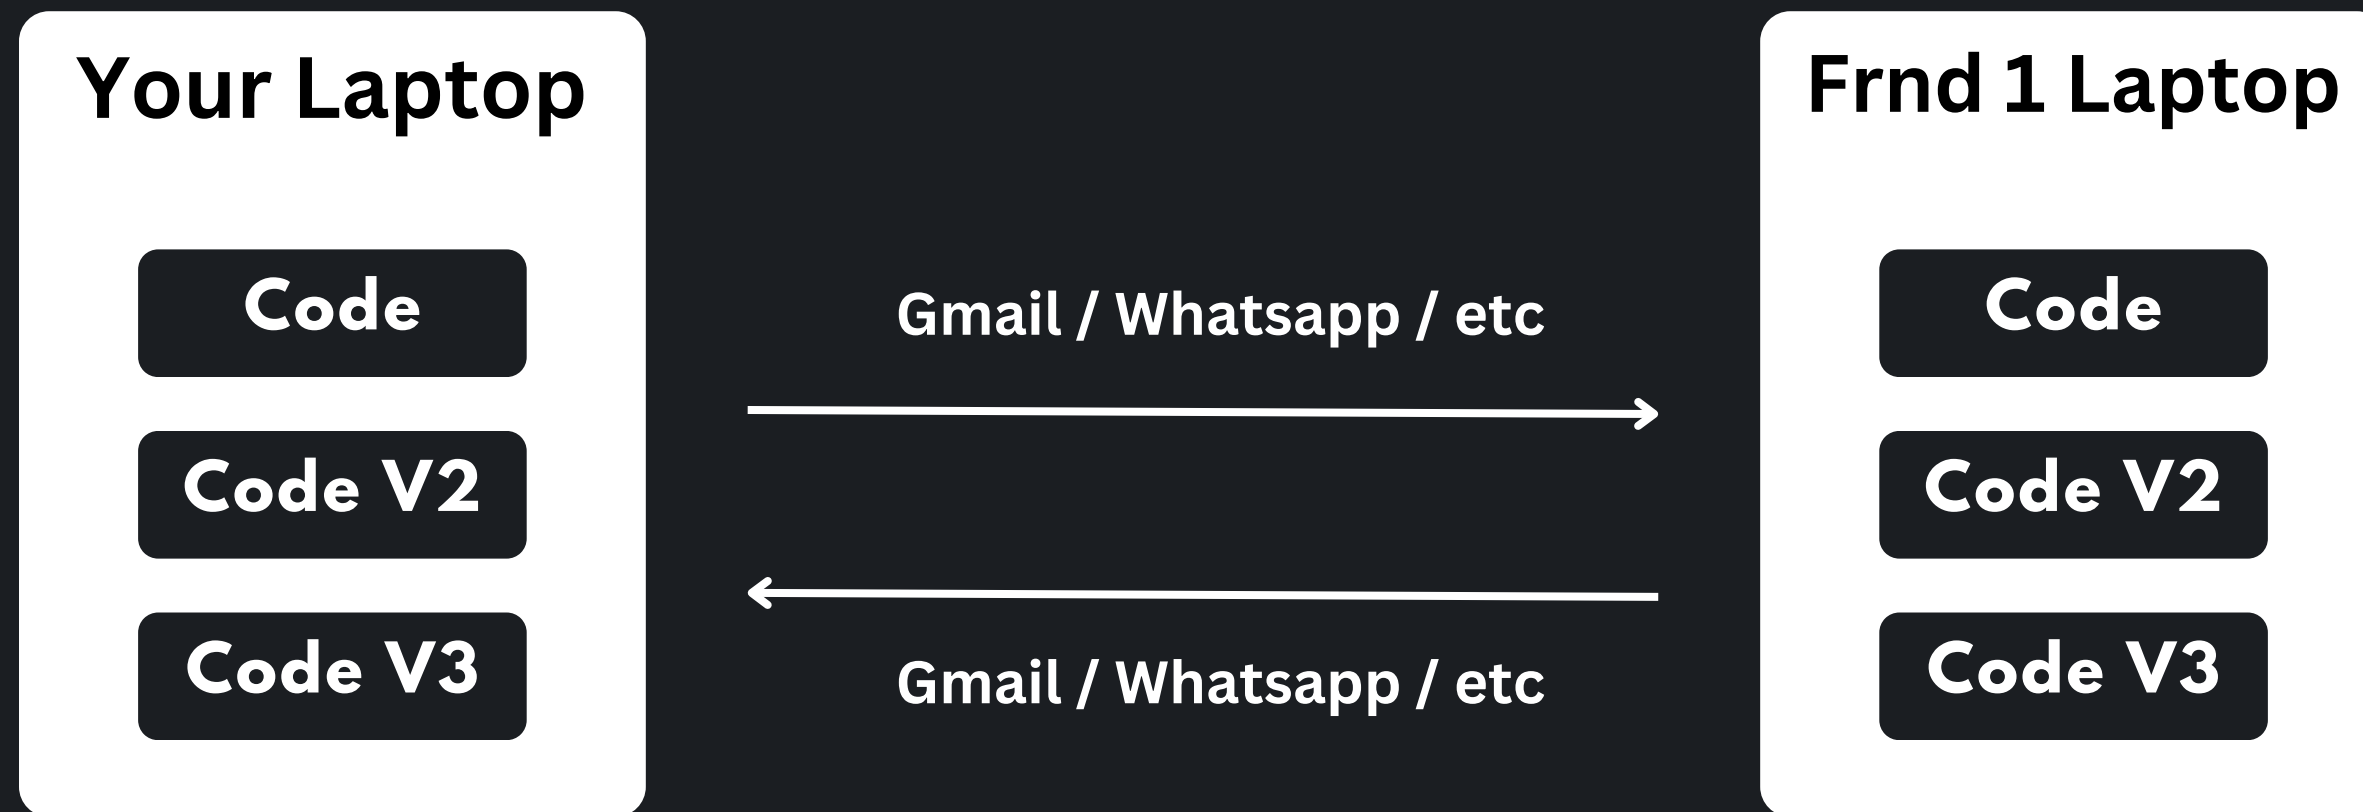 Your Laptop
Code
Code V2
Code V3
Gmail / Whatsapp / etc
Gmail / Whatsapp / etc
Frnd 1 Laptop
Code
Code V2
Code V3